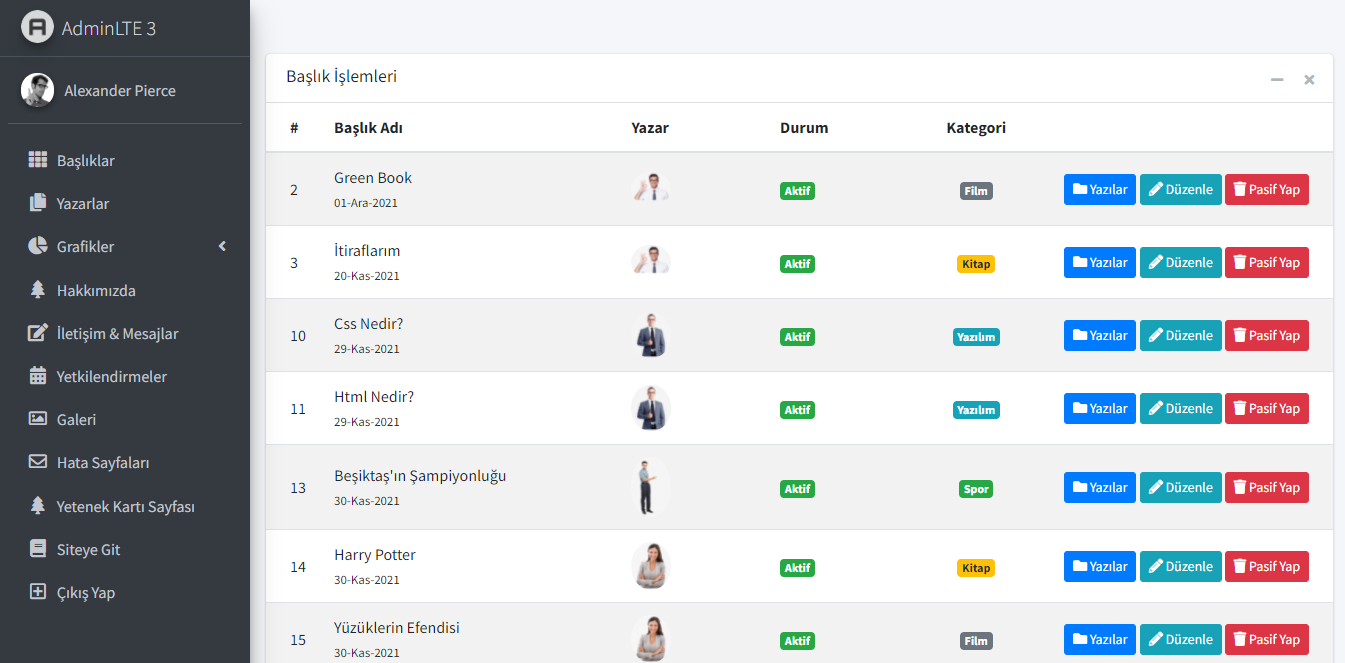 AdminLTE 3
Alexander Pierce
Başlıklar
Yazarlar
Grafikler
Hakkımızda
İletişim & Mesajlar
Yetkilendirmeler
Galeri
Hata Sayfaları
Yetenek Kartı Sayfası
Siteye Git
Çıkış Yap
Başlık İşlemleri
# Başlık Adı Yazar Durum Kategori
2 Green Book Aktif Film Yazılar Düzenle Pasif Yap
01-Ara-2021
3 İtiraflarım Aktif Kitap Yazılar Düzenle Pasif Yap
20-Kas-2021
10 Css Nedir? Aktif Yazılım Yazılar Düzenle Pasif Yap
29-Kas-2021
11 Html Nedir? Aktif Yazılım Yazılar Düzenle Pasif Yap
29-Kas-2021
13 Beşiktaş'ın Şampiyonluğu Aktif Spor Yazılar Düzenle Pasif Yap
30-Kas-2021
14 Harry Potter Aktif Kitap Yazılar Düzenle Pasif Yap
30-Kas-2021
15 Yüzüklerin Efendisi Aktif Film Yazılar Düzenle Pasif Yap
30-Kas-2021